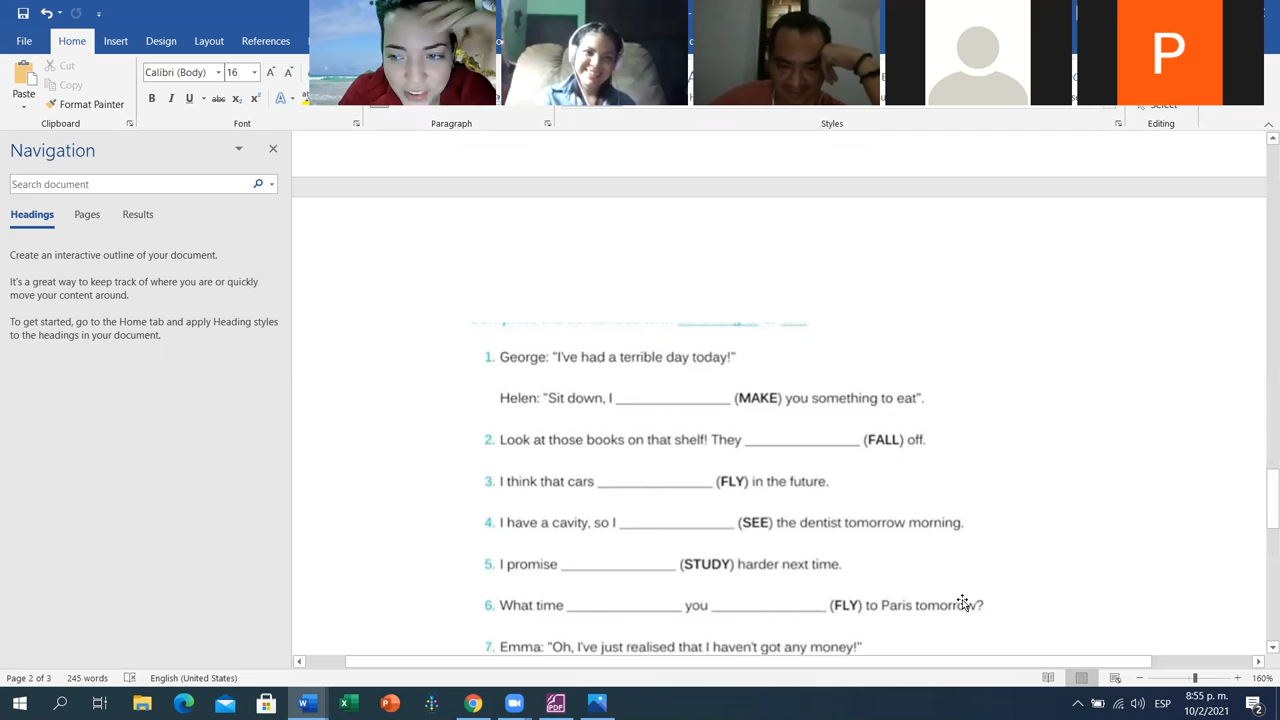 File Home Insert Design Layout References
Cut
Copy
Format Painter
Paste
Calibri (Body) 16
B I U abc X₂ X²
Clipboard Font Paragraph Styles Editing
P
Navigation
Search document
Headings Pages Results
Create an interactive outline of your document.
It's a great way to keep track of where you are or quickly
move your content around.
To get started, go to the Home tab and apply Heading styles
to the headings in your document.
1. George: "I've had a terrible day today!"
Helen: "Sit down, I _______________ (MAKE) you something to eat".
2. Look at those books on that shelf! They _______________ (FALL) off.
3. I think that cars _______________ (FLY) in the future.
4. I have a cavity, so I _______________ (SEE) the dentist tomorrow morning.
5. I promise _______________ (STUDY) harder next time.
6. What time _______________ you _______________ (FLY) to Paris tomorrow?
7. Emma: "Oh, I've just realised that I haven't got any money!"
Page 2 of 3 245 words English (United States) 160%
ESP
8:55 p. m.
10/2/2021
2